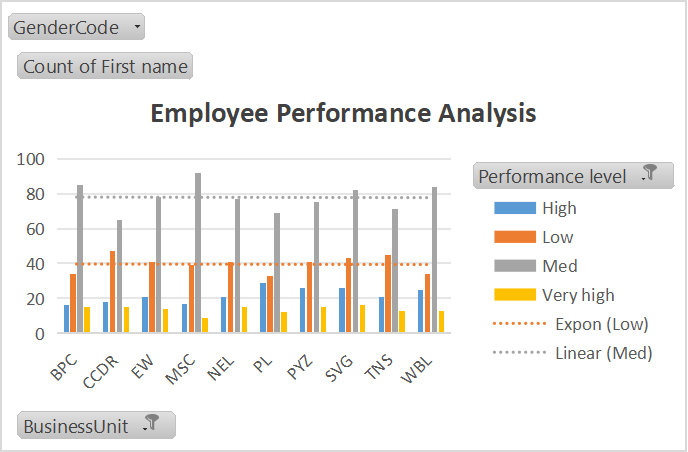 GenderCode
Count of First name
Employee Performance Analysis
100
80
60
40
20
0
BPC
CCDR
EW
MSC
NEL
PL
PYZ
SVG
TNS
WBL
Performance level
High
Low
Med
Very high
Expon (Low)
Linear (Med)
BusinessUnit